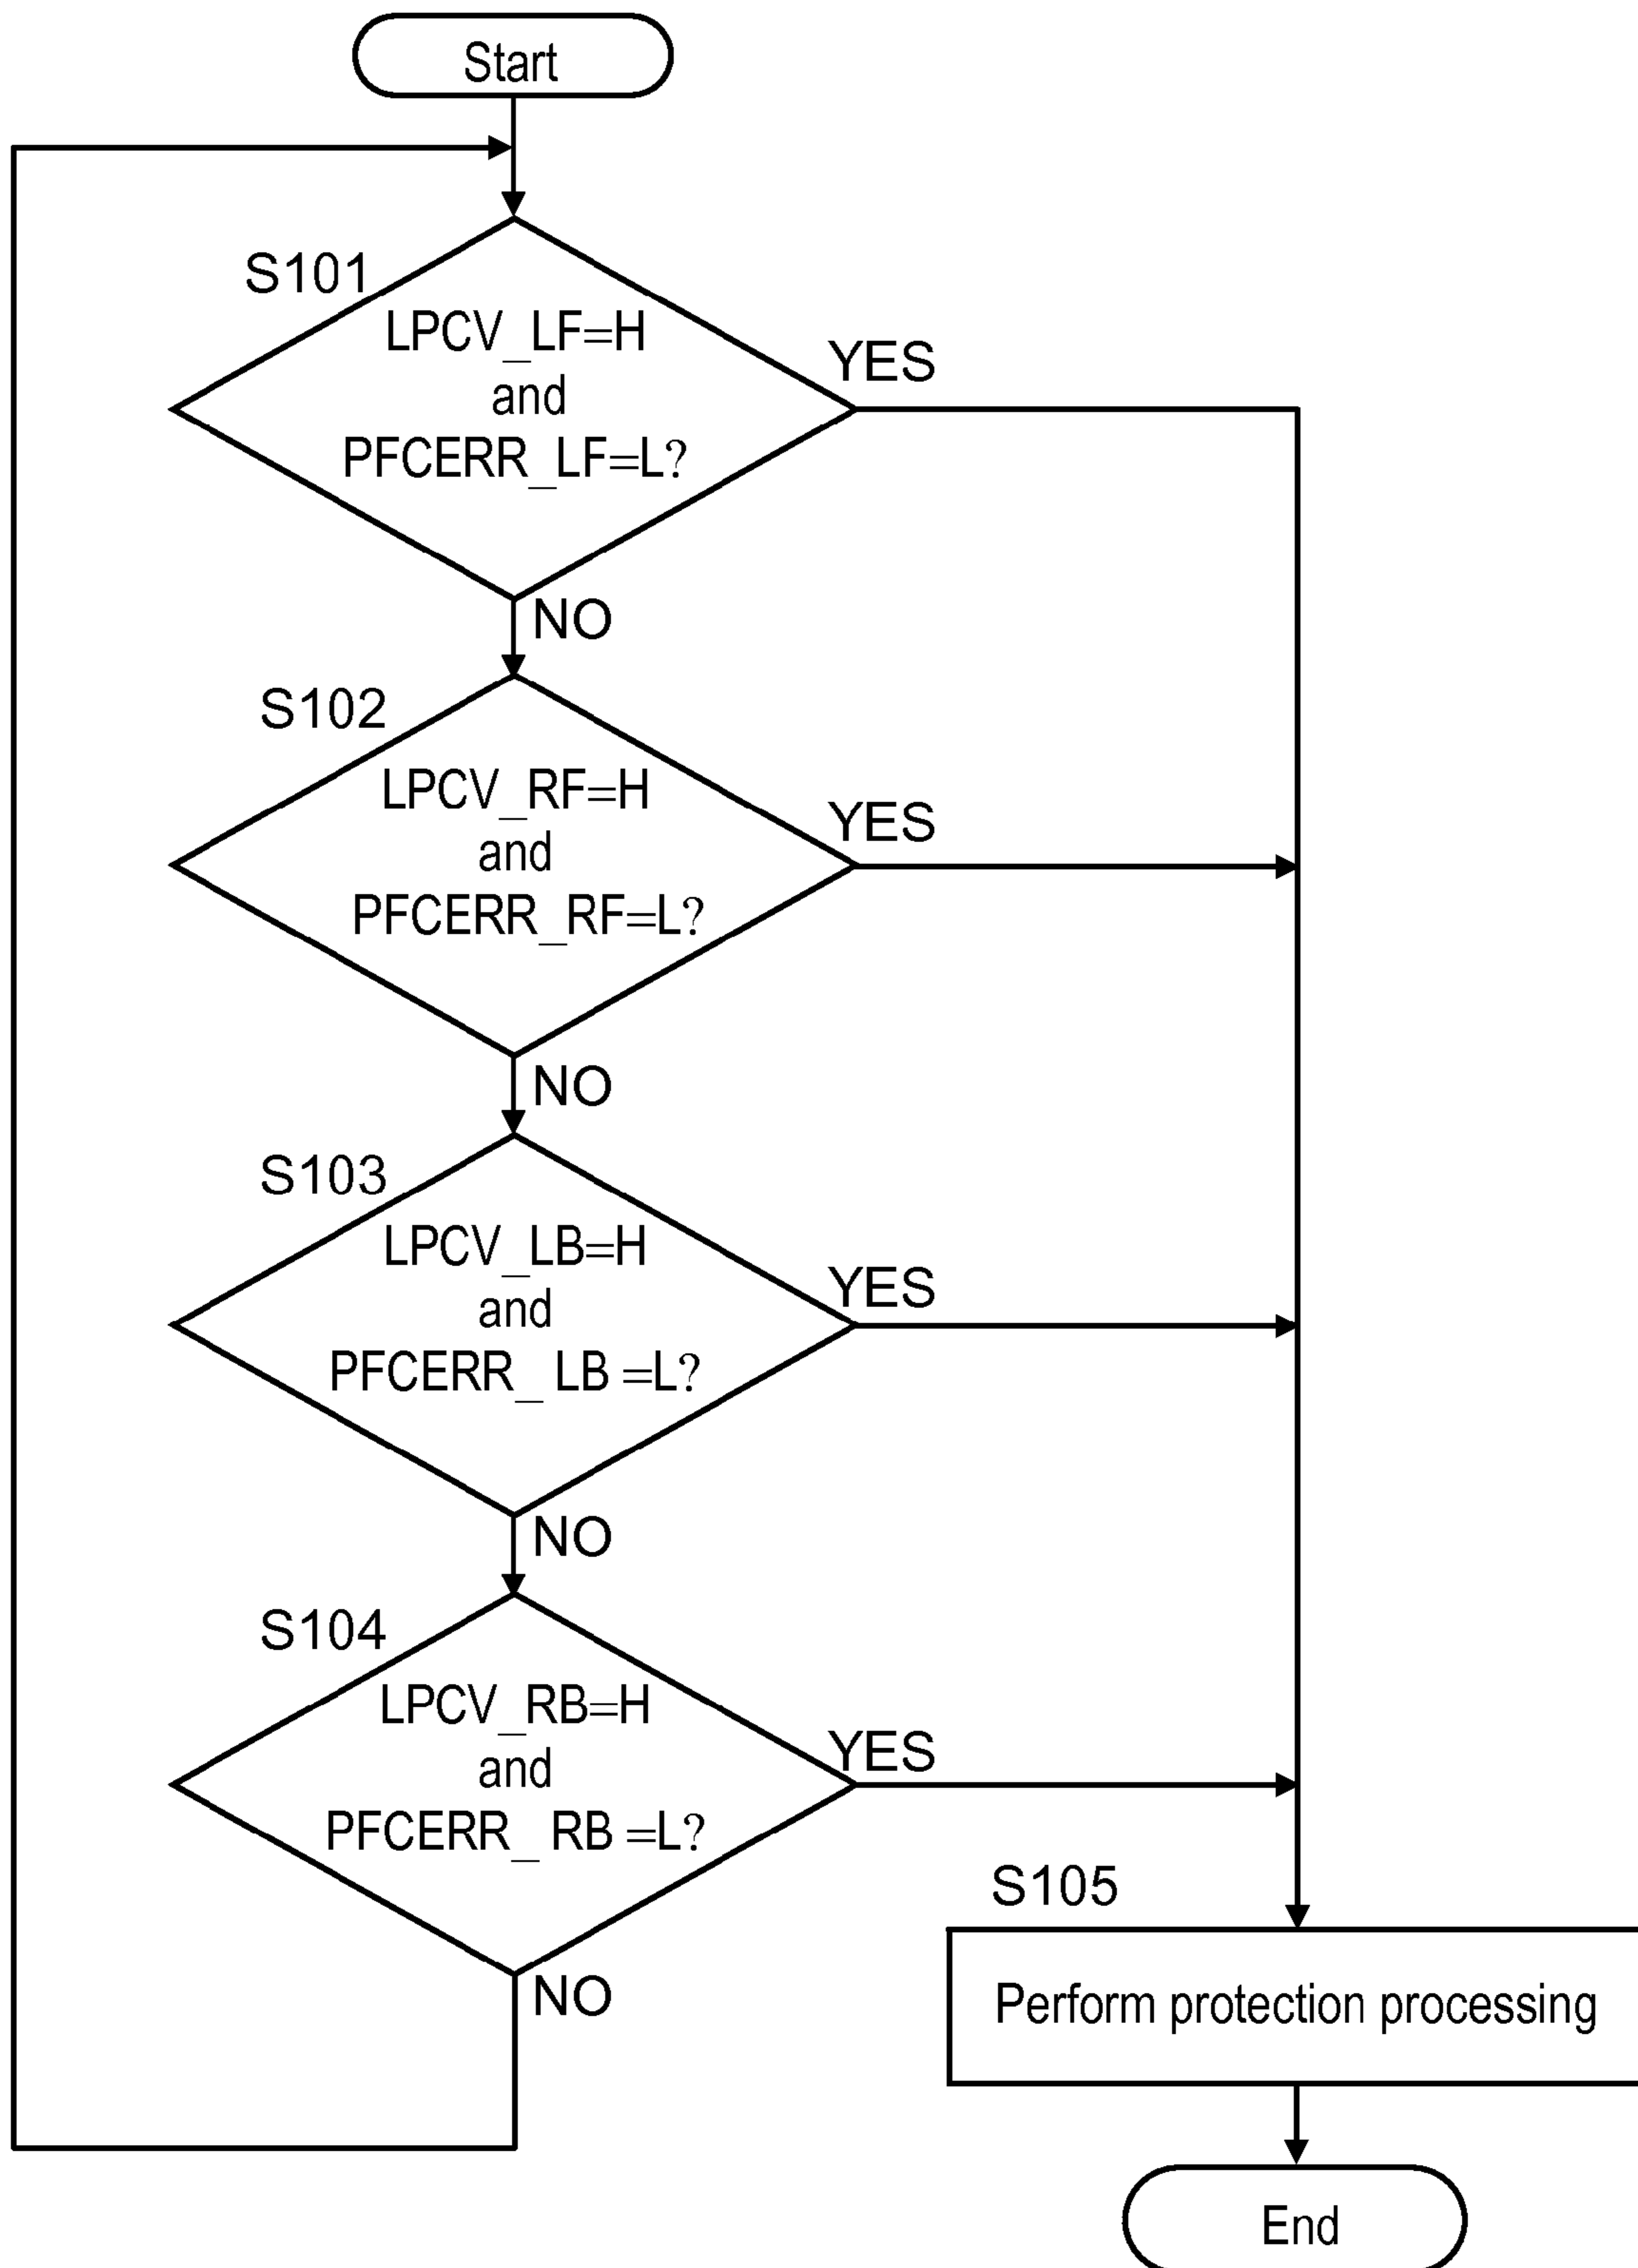 Start
S101
LPCV_LF=H
and
PFCERR_LF=L?
YES
NO
S102
LPCV_RF=H
and
PFCERR_RF=L?
YES
NO
S103
LPCV_LB=H
and
PFCERR_ LB =L?
YES
NO
S104
LPCV_RB=H
and
PFCERR_ RB =L?
YES
NO
S105
Perform protection processing
End